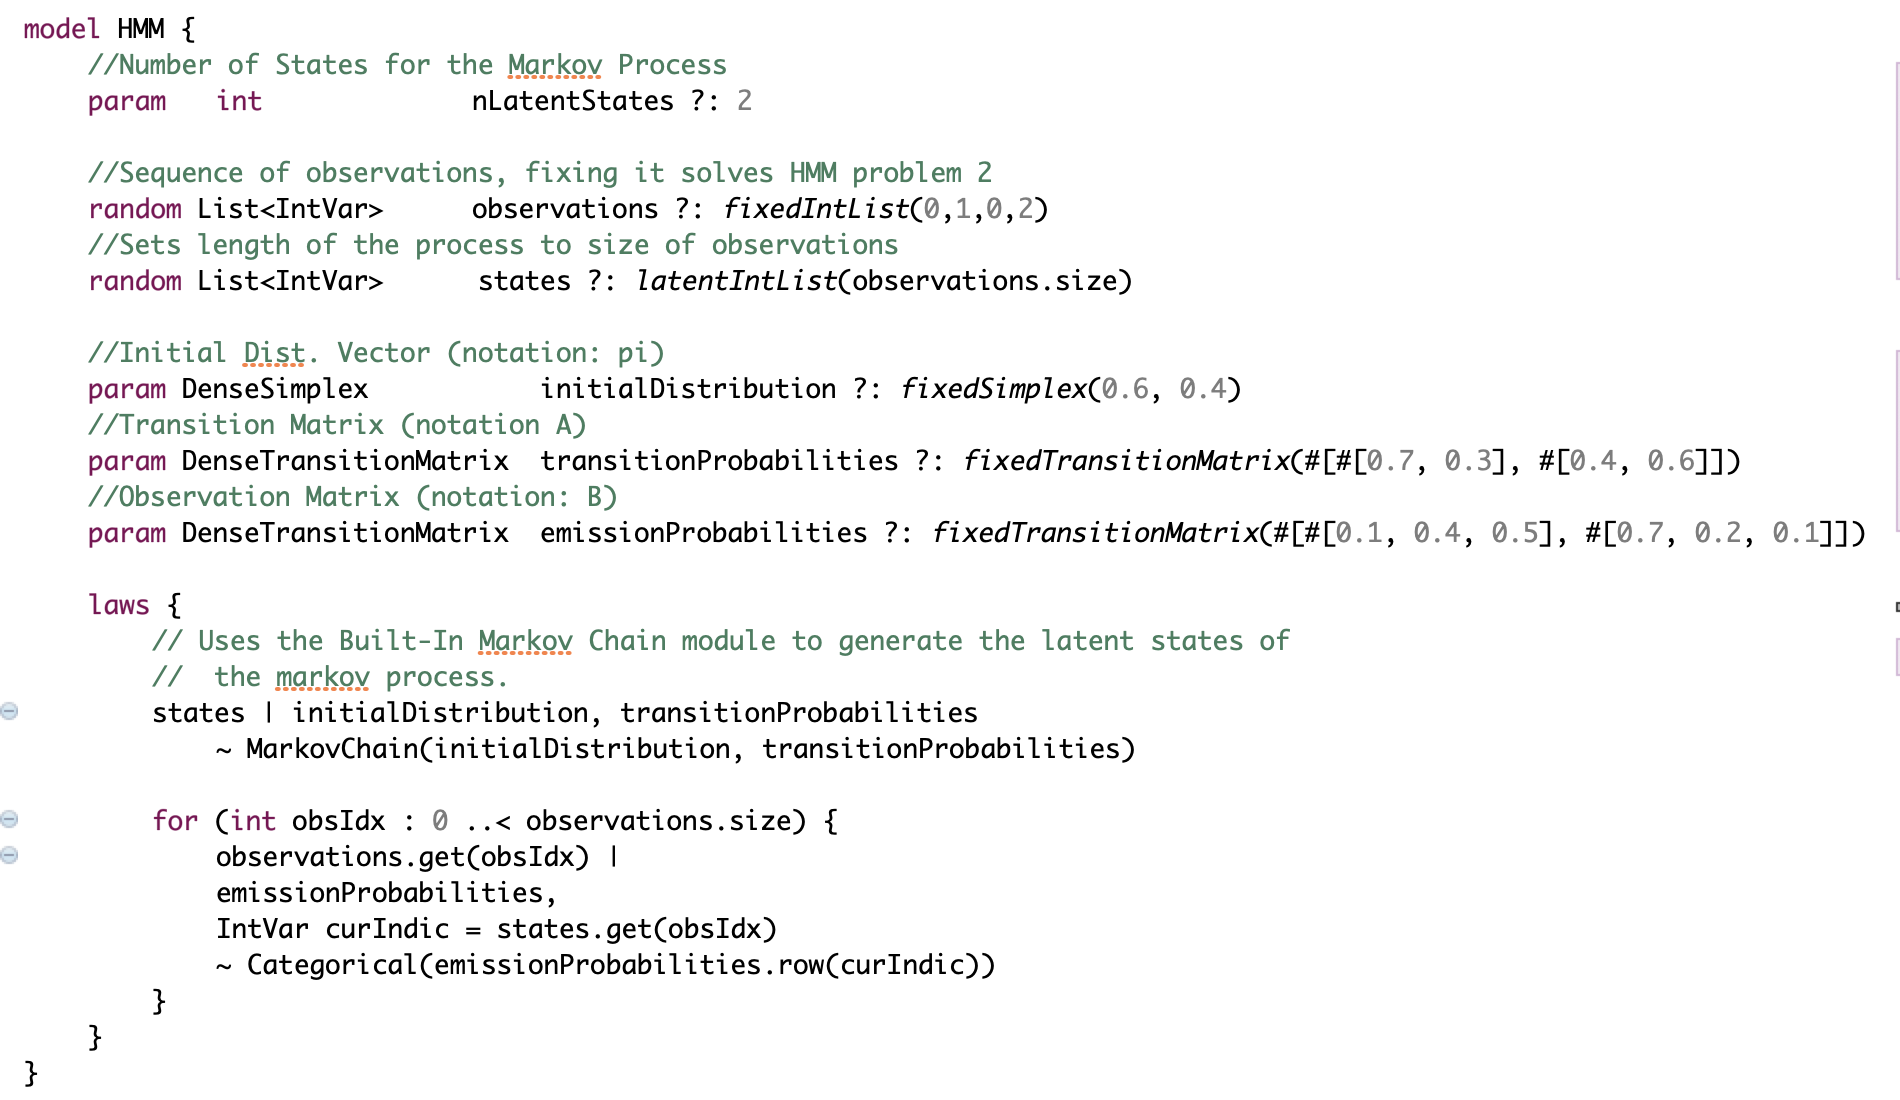 model HMM {
//Number of States for the Markov Process
param int nLatentStates ?: 2
//Sequence of observations, fixing it solves HMM problem 2
random List<IntVar> observations ?: fixedIntList(0,1,0,2)
//Sets length of the process to size of observations
random List<IntVar> states ?: latentIntList(observations.size)
//Initial Dist. Vector (notation: pi)
param DenseSimplex initialDistribution ?: fixedSimplex(0.6, 0.4)
//Transition Matrix (notation A)
param DenseTransitionMatrix transitionProbabilities ?: fixedTransitionMatrix(#[#[0.7, 0.3], #[0.4, 0.6]])
//Observation Matrix (notation: B)
param DenseTransitionMatrix emissionProbabilities ?: fixedTransitionMatrix(#[#[0.1, 0.4, 0.5], #[0.7, 0.2, 0.1]])
laws {
// Uses the Built-In Markov Chain module to generate the latent states of
// the markov process.
states | initialDistribution, transitionProbabilities
~ MarkovChain(initialDistribution, transitionProbabilities)
for (int obsIdx : 0 ..< observations.size) {
observations.get(obsIdx) |
emissionProbabilities,
IntVar curIndic = states.get(obsIdx)
~ Categorical(emissionProbabilities.row(curIndic))
}
}
}